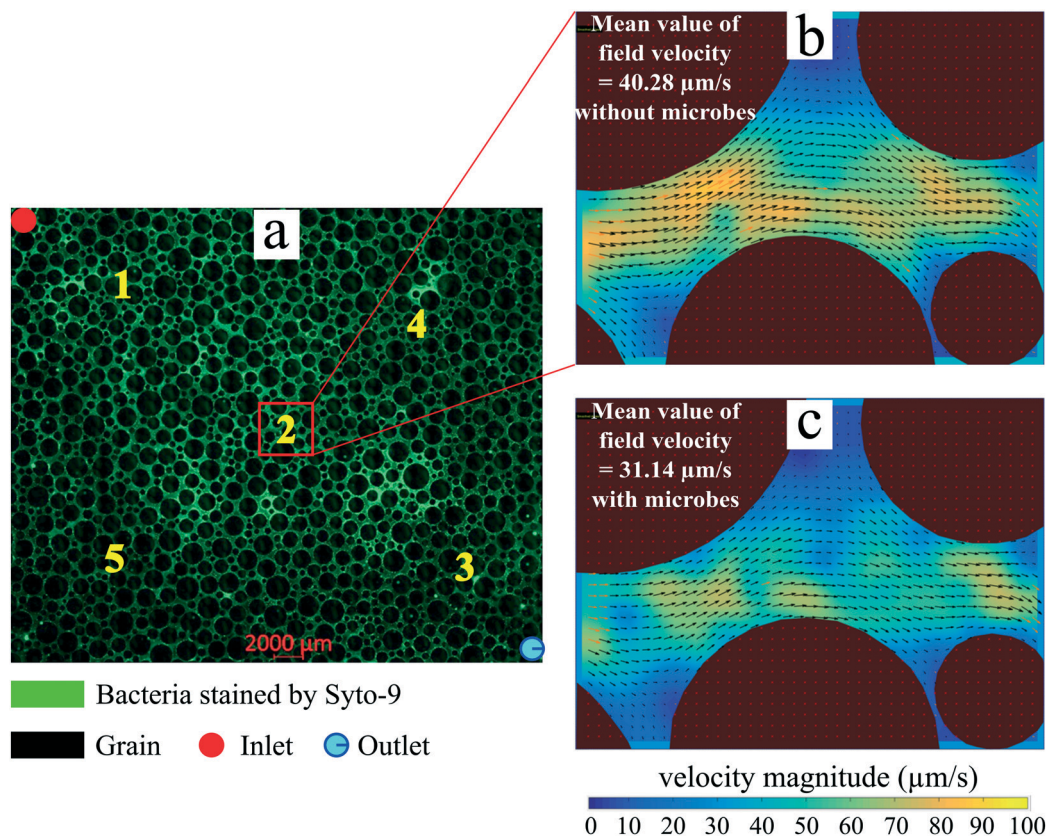 a
1
4
2
5
3
2000 µm
Bacteria stained by Syto-9
Grain
Inlet
Outlet
b
Mean value of
field velocity
= 40.28 µm/s
without microbes
c
Mean value of
field velocity
= 31.14 µm/s
with microbes
velocity magnitude (µm/s)
0 10 20 30 40 50 60 70 80 90 100